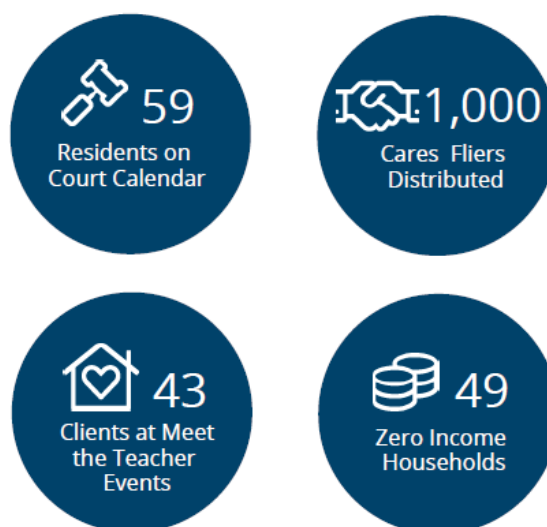 59
Residents on
Court Calendar
1,000
Cares Fliers
Distributed
43
Clients at Meet
the Teacher
Events
49
Zero Income
Households